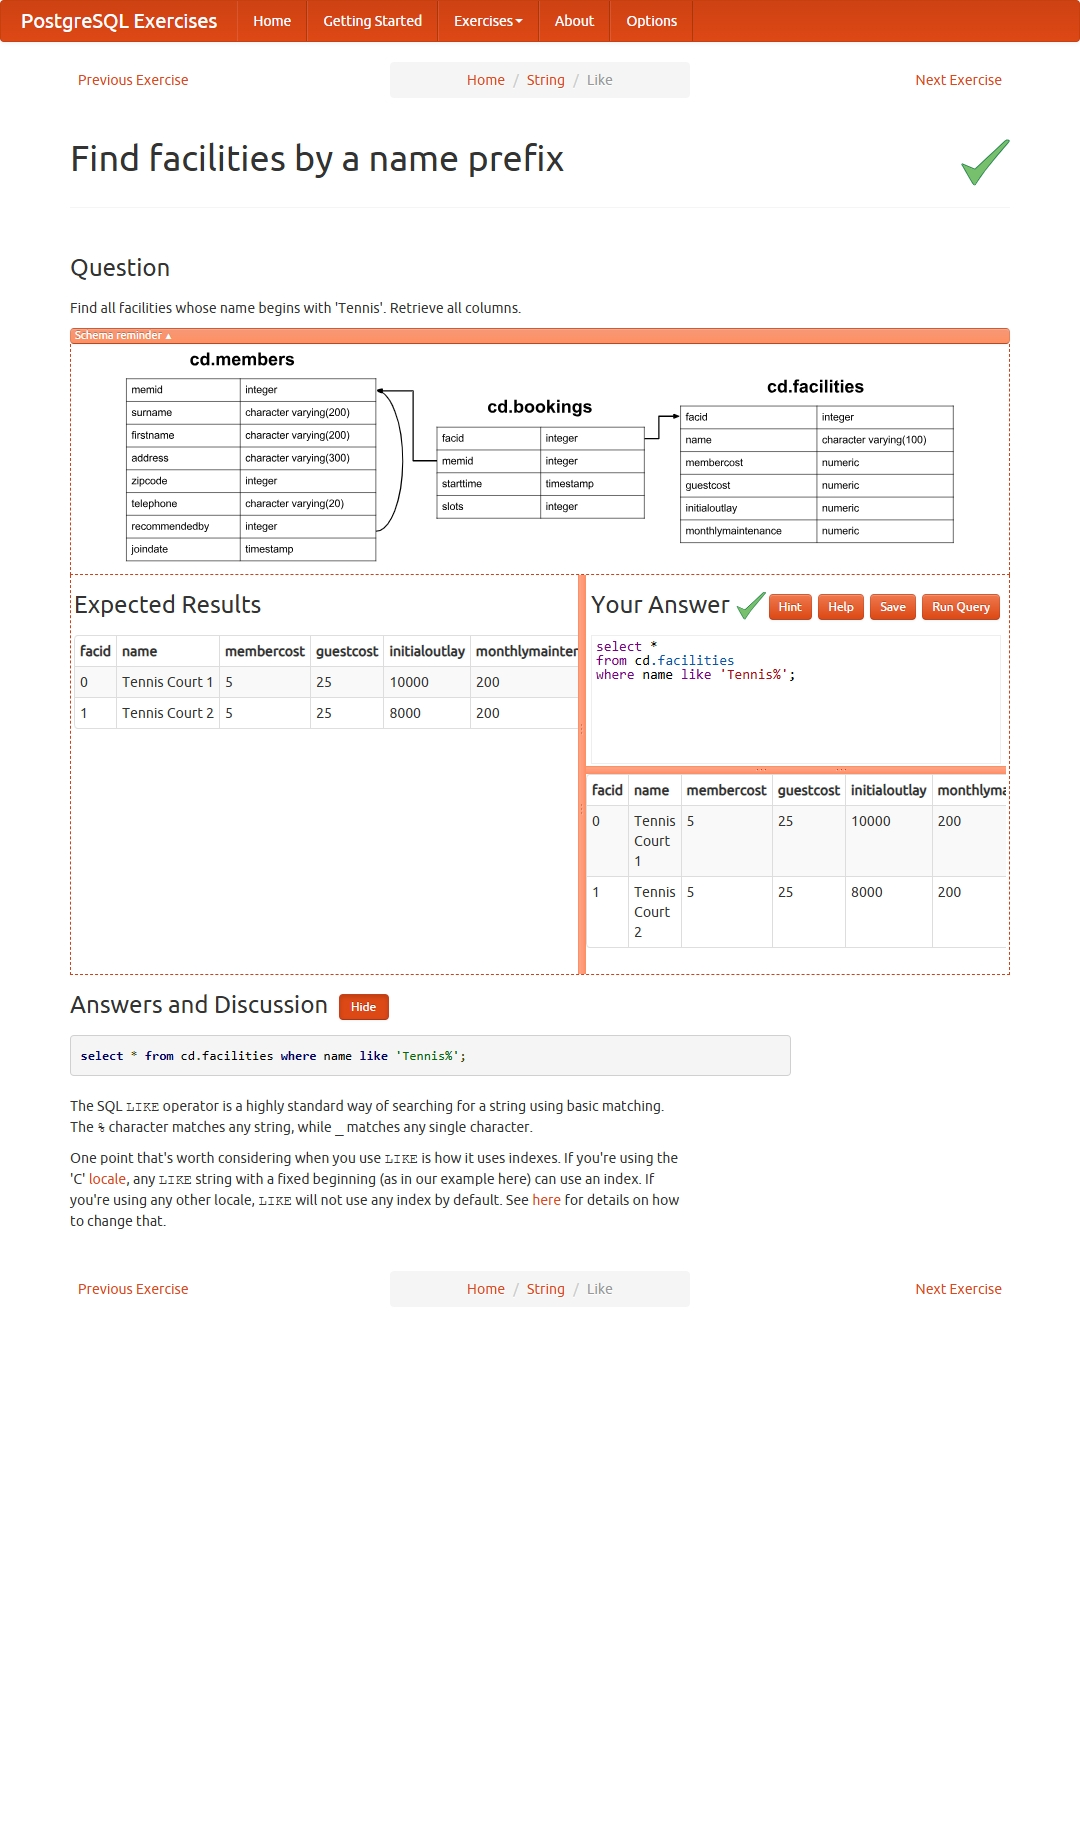 PostgreSQL Exercises Home Getting Started Exercises About Options
Previous Exercise Home / String / Like Next Exercise
Find facilities by a name prefix
Question
Find all facilities whose name begins with 'Tennis'. Retrieve all columns.
Schema reminder
cd.members
memid integer
surname character varying(200)
firstname character varying(200)
address character varying(300)
zipcode integer
telephone character varying(20)
recommendedby integer
joindate timestamp
cd.bookings
facid integer
memid integer
starttime timestamp
slots integer
cd.facilities
facid integer
name character varying(100)
membercost numeric
guestcost numeric
initialoutlay numeric
monthlymaintenance numeric
Expected Results
facid name membercost guestcost initialoutlay monthlymainter
0 Tennis Court 1 5 25 10000 200
1 Tennis Court 2 5 25 8000 200
Your Answer Hint Help Save Run Query
select *
from cd.facilities
where name like 'Tennis%';
facid name membercost guestcost initialoutlay monthlyma
0 Tennis 5 25 10000 200
Court
1
1 Tennis 5 25 8000 200
Court
2
Answers and Discussion Hide
select * from cd.facilities where name like 'Tennis%';
The SQL LIKE operator is a highly standard way of searching for a string using basic matching.
The % character matches any string, while _ matches any single character.
One point that's worth considering when you use LIKE is how it uses indexes. If you're using the
'C' locale, any LIKE string with a fixed beginning (as in our example here) can use an index. If
you're using any other locale, LIKE will not use any index by default. See here for details on how
to change that.
Previous Exercise Home / String / Like Next Exercise